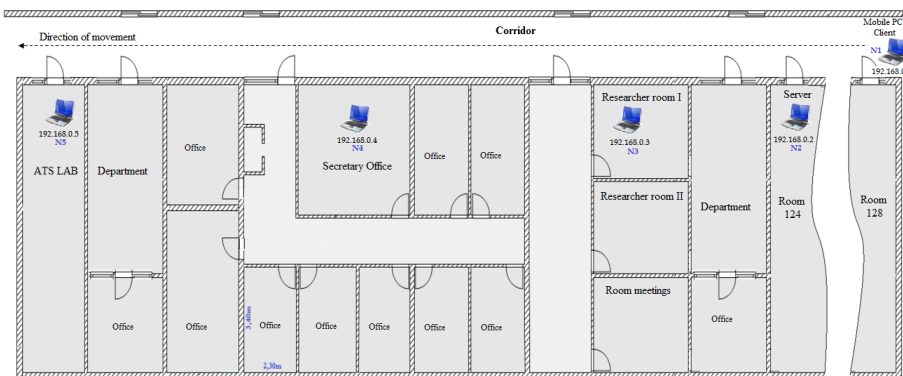 Corridor
Direction of movement
Mobile PC
Client
N1
192.168.0.
Researcher room I
Server
192.168.0.5
N5
192.168.0.4
N4
192.168.0.3
N3
192.168.0.2
N2
Office
Office
Office
ATS LAB
Department
Secretary Office
Researcher room II
Department
Room
124
Room
128
Room meetings
3,40m
Office
Office
Office
Office
Office
Office
Office
Office
2,30m